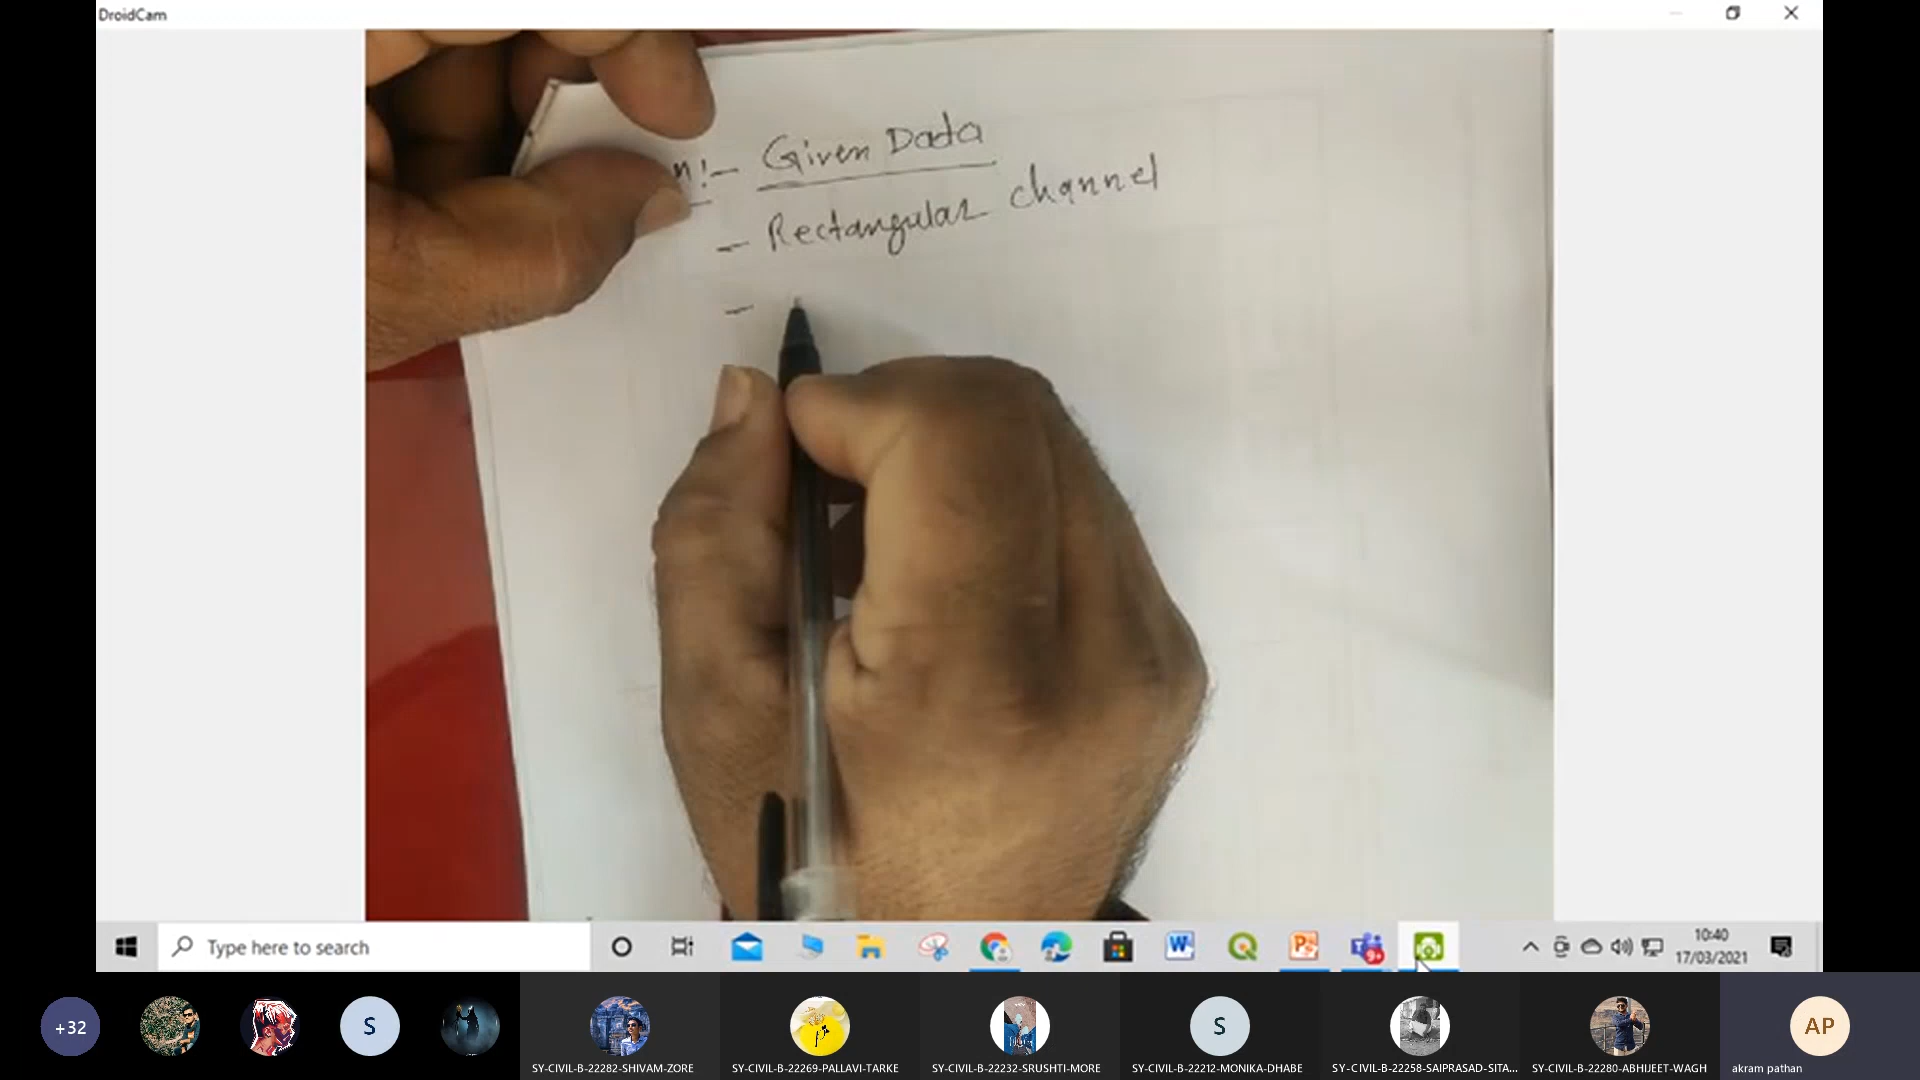 DroidCam
n:- Given Data
- Rectangular channel
-
Type here to search
9+
10:40
17/03/2021
+32
S
S
AP
SY-CIVIL-B-22282-SHIVAM-ZORE
SY-CIVIL-B-22269-PALLAVI-TARKE
SY-CIVIL-B-22232-SRUSHTI-MORE
SY-CIVIL-B-22212-MONIKA-DHABE
SY-CIVIL-B-22258-SAIPRASAD-SITA...
SY-CIVIL-B-22280-ABHIJEET-WAGH
akram pathan